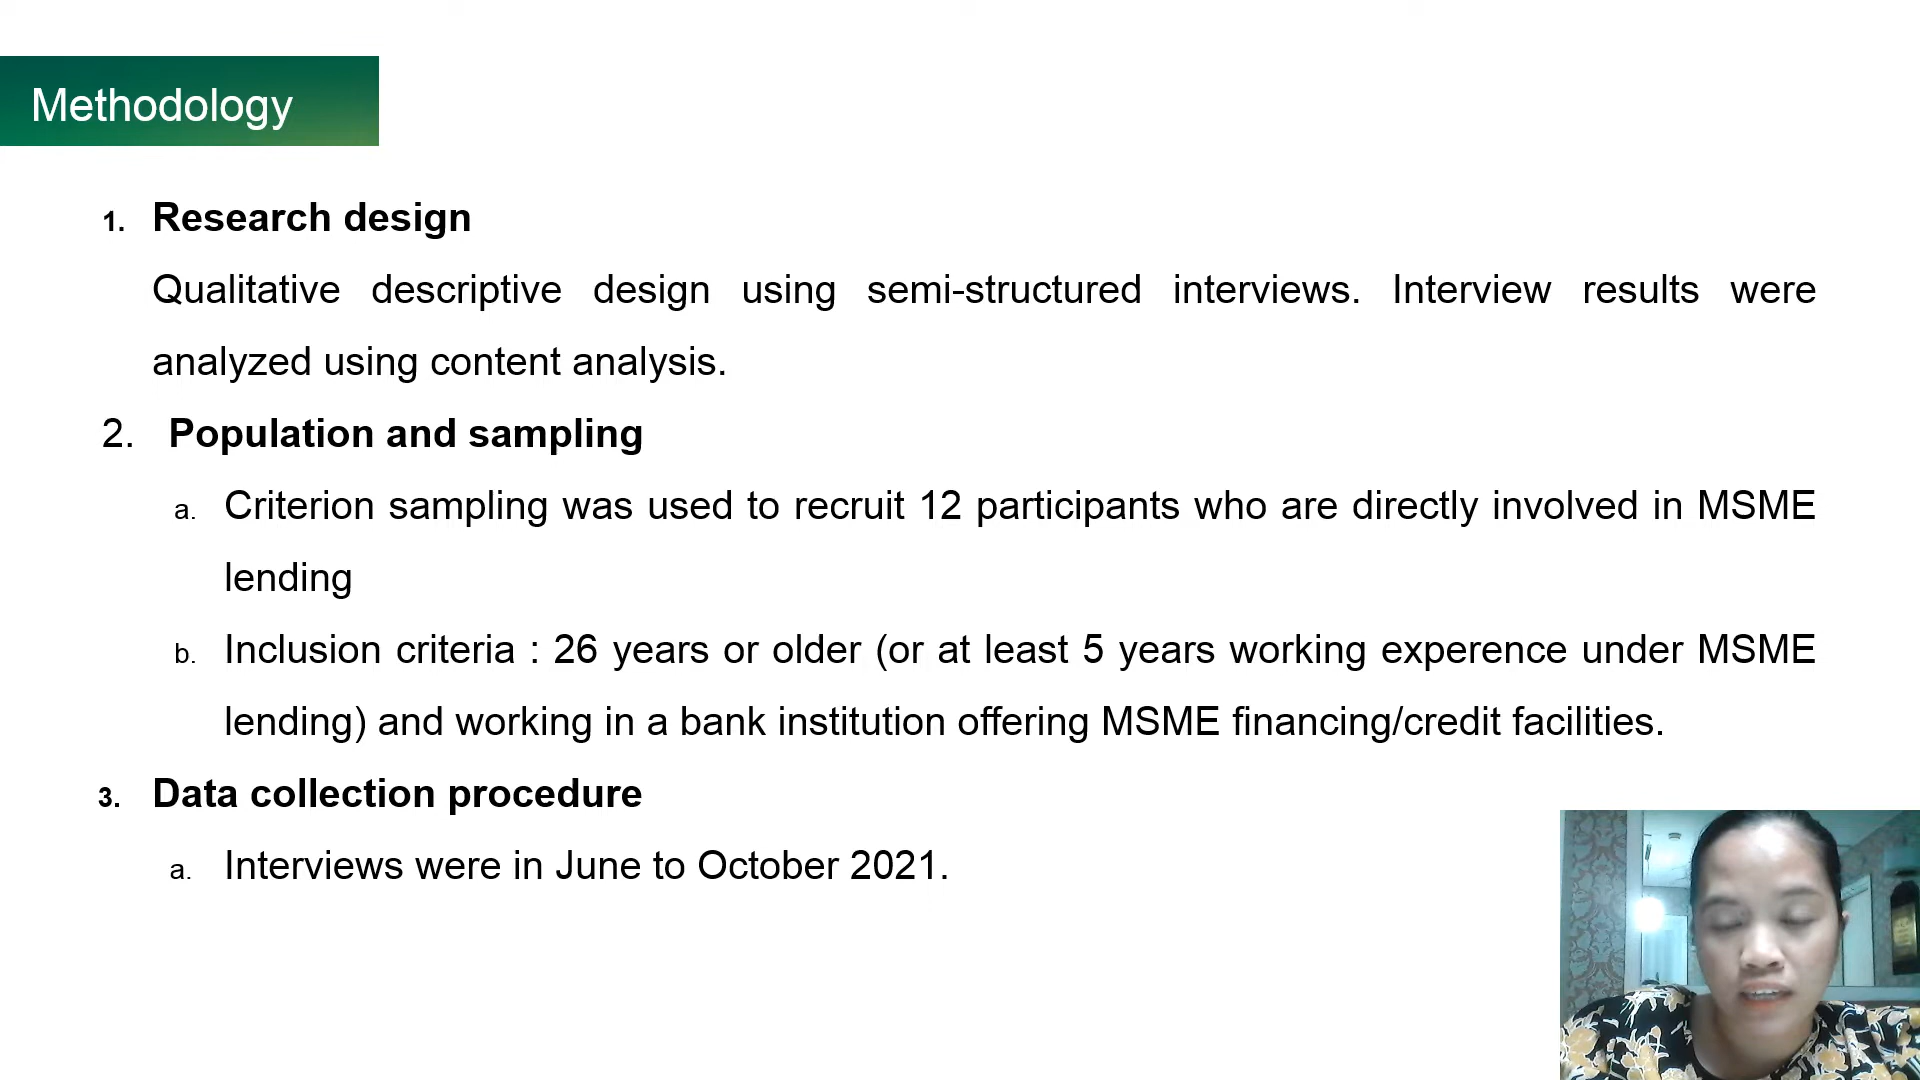 Methodology
1. Research design
Qualitative descriptive design using semi-structured interviews. Interview results were
analyzed using content analysis.
2. Population and sampling
a. Criterion sampling was used to recruit 12 participants who are directly involved in MSME
lending
b. Inclusion criteria : 26 years or older (or at least 5 years working experence under MSME
lending) and working in a bank institution offering MSME financing/credit facilities.
3. Data collection procedure
a. Interviews were in June to October 2021.